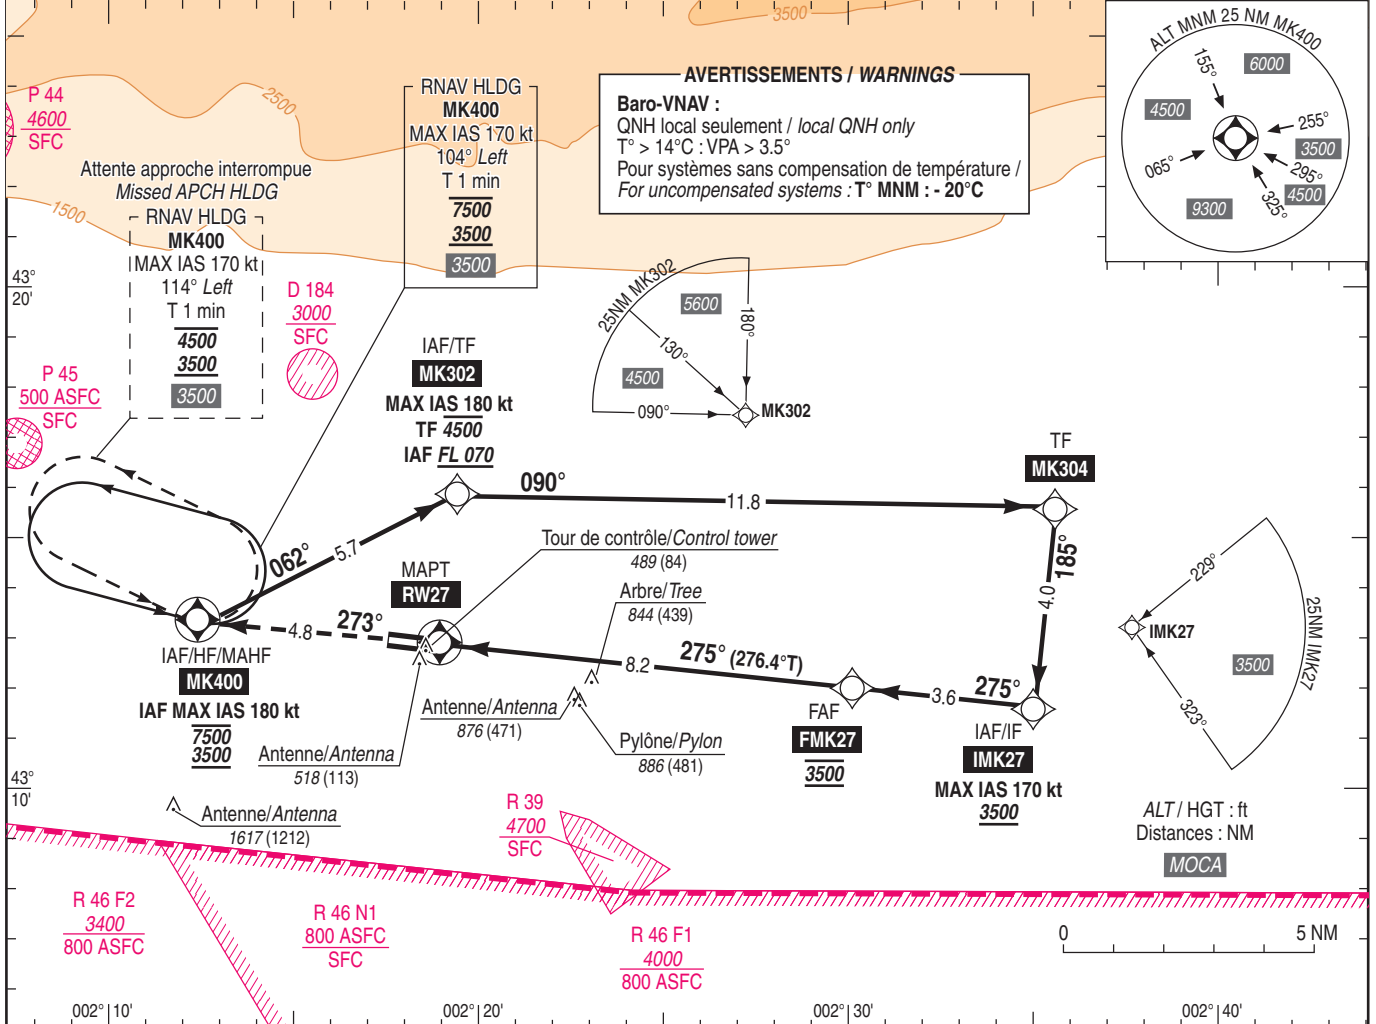 3500
2500
1500
P 44
4600
SFC
Attente approche interrompue
Missed APCH HLDG
RNAV HLDG
MK400
MAX IAS 170 kt
114° Left
T 1 min
4500
3500
3500
RNAV HLDG
MK400
MAX IAS 170 kt
104° Left
T 1 min
7500
3500
3500
AVERTISSEMENTS / WARNINGS
Baro-VNAV :
QNH local seulement / local QNH only
T° > 14°C : VPA > 3.5°
Pour systèmes sans compensation de température /
For uncompensated systems : T° MNM : - 20°C
ALT MNM 25 NM MK400
155°
6000
4500
255°
3500
065°
295°
4500
325°
9300
43°
20'
D 184
3000
SFC
P 45
500 ASFC
SFC
25NM MK302
5600
180°
130°
4500
090°
MK302
IAF/TF
MK302
MAX IAS 180 kt
TF 4500
IAF FL 070
090°
11.8
TF
MK304
185°
4.0
062°
5.7
Tour de contrôle/Control tower
489 (84)
MAPT
RW27
Arbre/Tree
844 (439)
273°
4.8
275° (276.4°T)
8.2
275°
3.6
229°
IMK27
3500
25NM IMK27
323°
IAF/HF/MAHF
MK400
IAF MAX IAS 180 kt
7500
3500
Antenne/Antenna
876 (471)
Antenne/Antenna
518 (113)
Pylône/Pylon
886 (481)
FAF
FMK27
3500
IAF/IF
IMK27
MAX IAS 170 kt
3500
43°
10'
Antenne/Antenna
1617 (1212)
R 39
4700
SFC
ALT / HGT : ft
Distances : NM
MOCA
R 46 F2
3400
800 ASFC
R 46 N1
800 ASFC
SFC
R 46 F1
4000
800 ASFC
0
5 NM
002° 10'
002° 20'
002° 30'
002° 40'